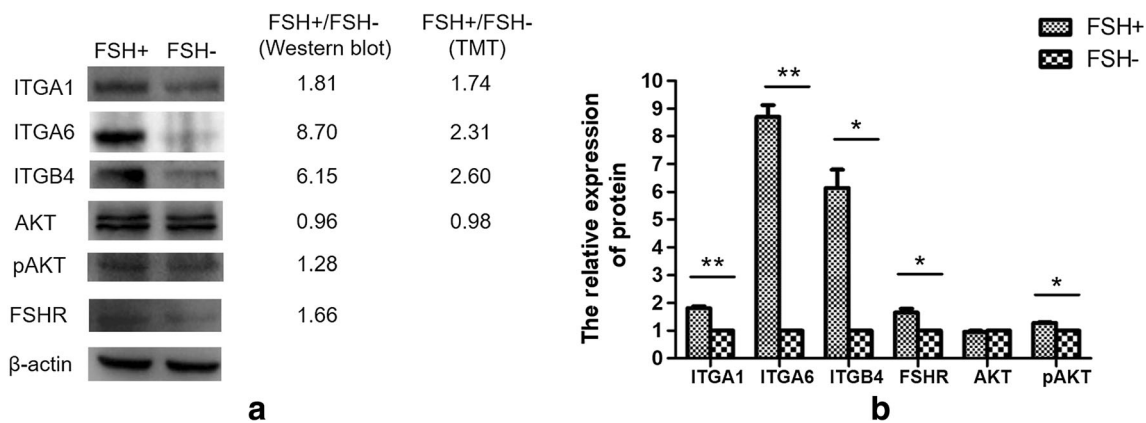 FSH+/FSH- FSH+/FSH-
(Western blot) (TMT)
FSH+ FSH-
ITGA1 1.81 1.74
ITGA6 8.70 2.31
ITGB4 6.15 2.60
AKT 0.96 0.98
pAKT 1.28
FSHR 1.66
β-actin
a
FSH+
FSH-
The relative expression
of protein
10
9
8
7
6
5
4
3
2
1
0
**
**
*
*
*
ITGA1 ITGA6 ITGB4 FSHR AKT pAKT
b